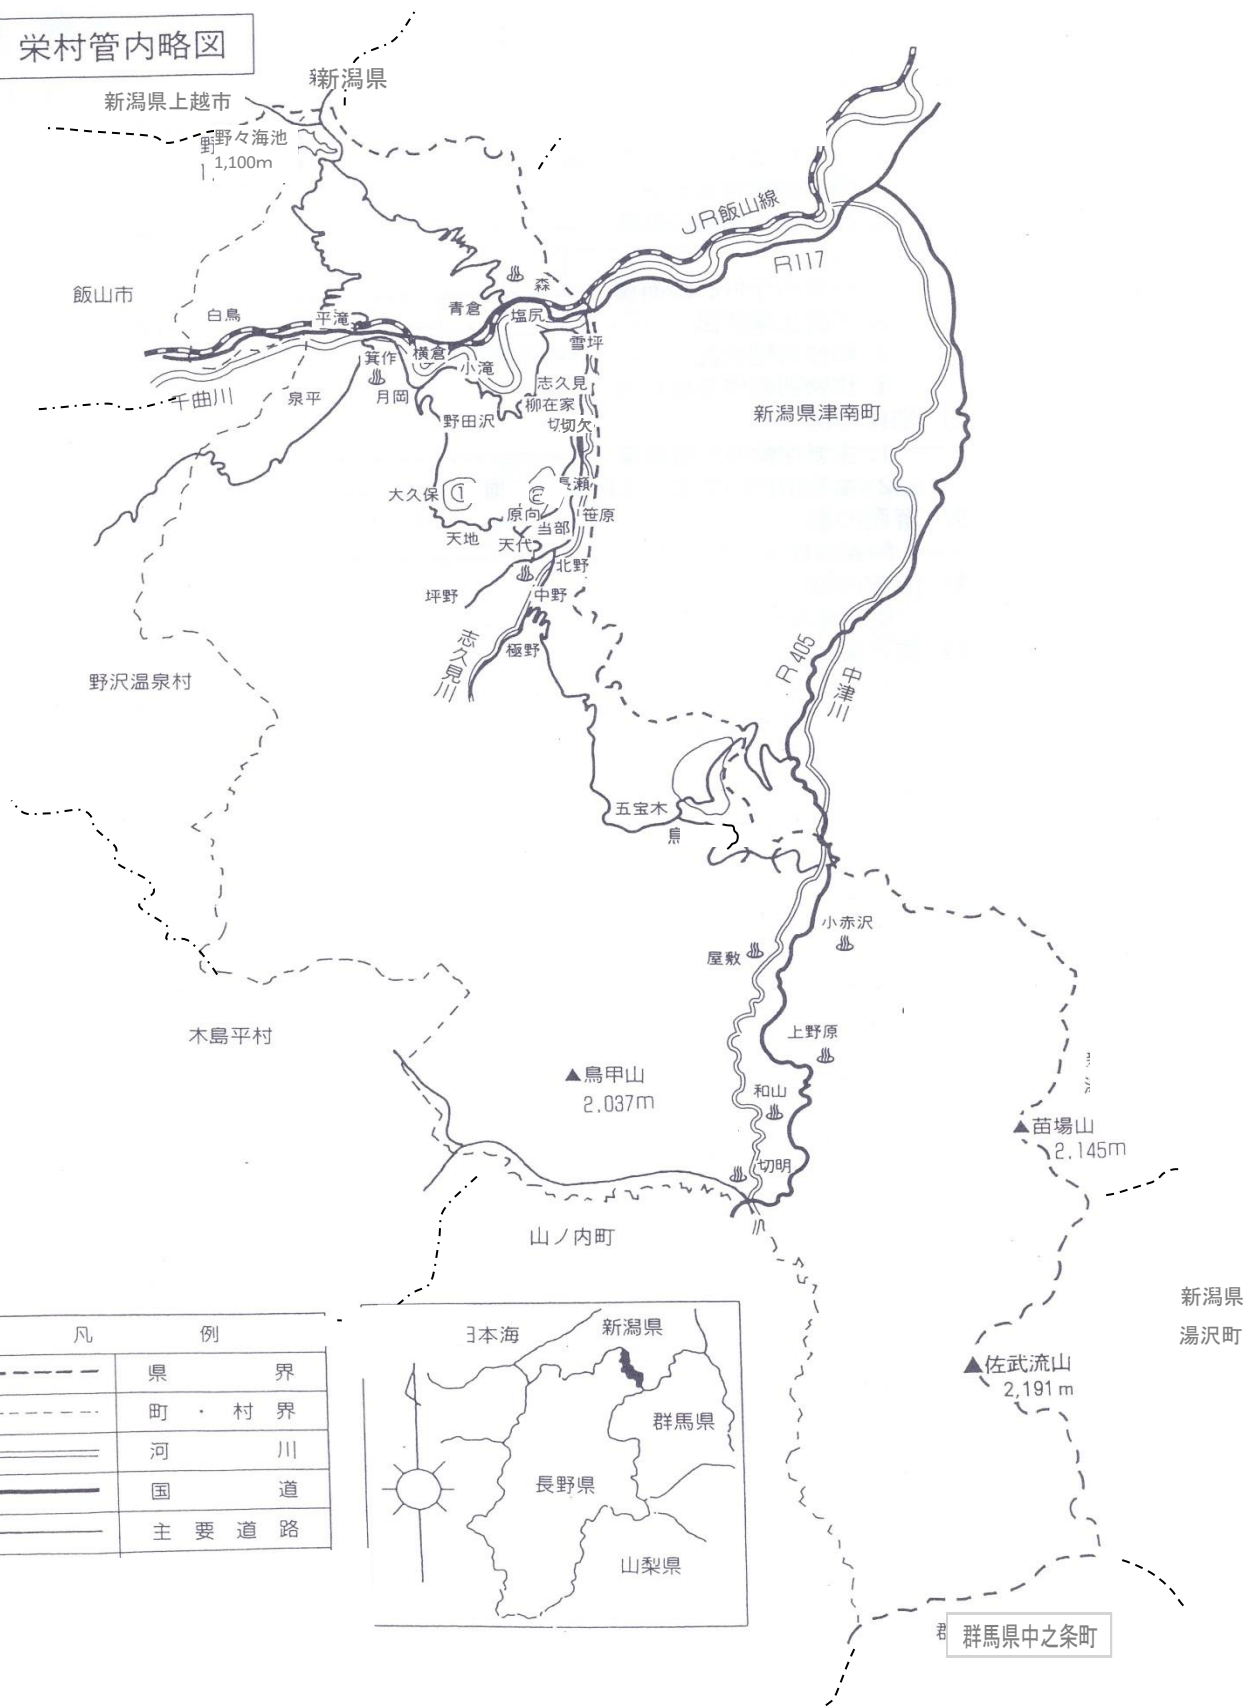 栄村管内略図
新潟県
新潟県上越市
野々海池
1,100m
JR飯山線
R117
飯山市
白鳥
平滝
青倉
森
塩尻
雪坪
箕作
横倉
小滝
千曲川
泉平
月岡
志久見
柳在家
野田沢
切欠
新潟県津南町
大久保
①
②
長瀬
原向
笹原
天地
当部
天代
北野
坪野
中野
志久見川
極野
R405
中津川
野沢温泉村
五宝木
小赤沢
屋敷
木島平村
上野原
▲鳥甲山
2.037m
和山
▲苗場山
2.145m
切明
山ノ内町
新潟県
湯沢町
▲佐武流山
2,191m
凡例
県界
町・村界
河川
国道
主要道路
日本海
新潟県
群馬県
長野県
山梨県
群馬県中之条町